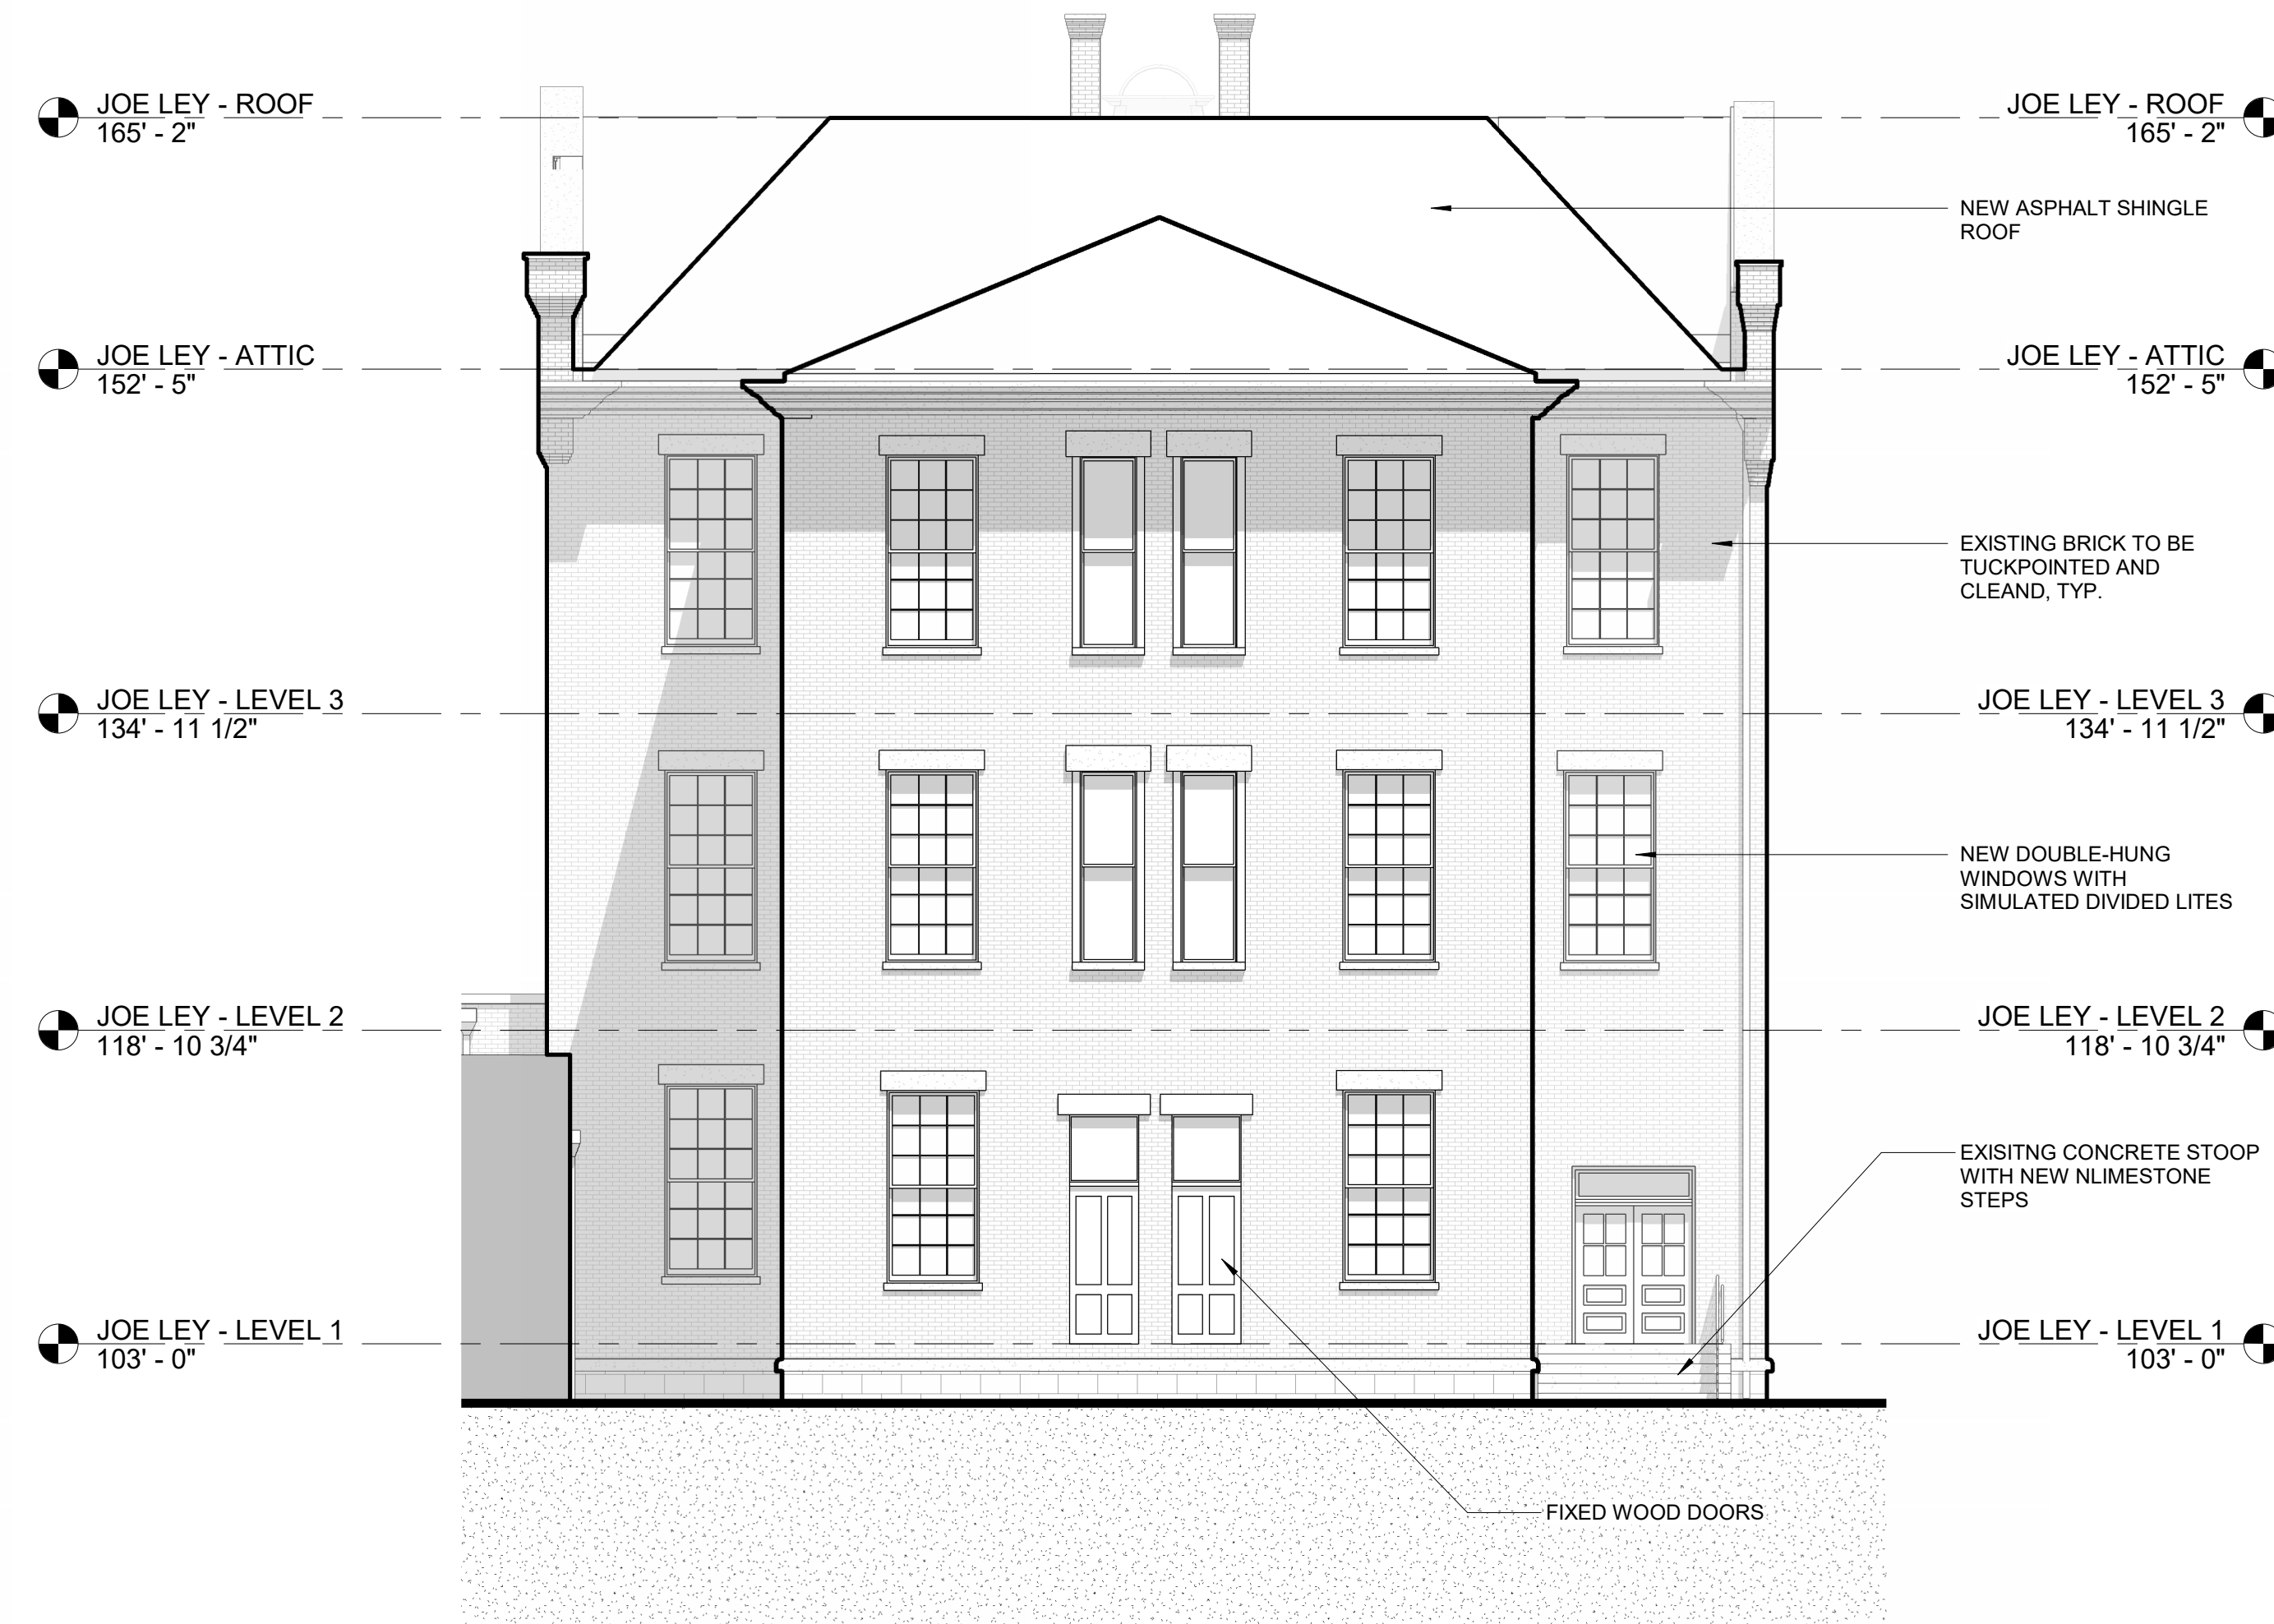 JOE LEY - ROOF
165' - 2"
JOE LEY - ATTIC
152' - 5"
JOE LEY - LEVEL 3
134' - 11 1/2"
JOE LEY - LEVEL 2
118' - 10 3/4"
JOE LEY - LEVEL 1
103' - 0"
JOE LEY - ROOF
165' - 2"
NEW ASPHALT SHINGLE
ROOF
JOE LEY - ATTIC
152' - 5"
EXISTING BRICK TO BE
TUCKPOINTED AND
CLEAND, TYP.
JOE LEY - LEVEL 3
134' - 11 1/2"
NEW DOUBLE-HUNG
WINDOWS WITH
SIMULATED DIVIDED LITES
JOE LEY - LEVEL 2
118' - 10 3/4"
EXISITNG CONCRETE STOOP
WITH NEW NLIMESTONE
STEPS
JOE LEY - LEVEL 1
103' - 0"
FIXED WOOD DOORS